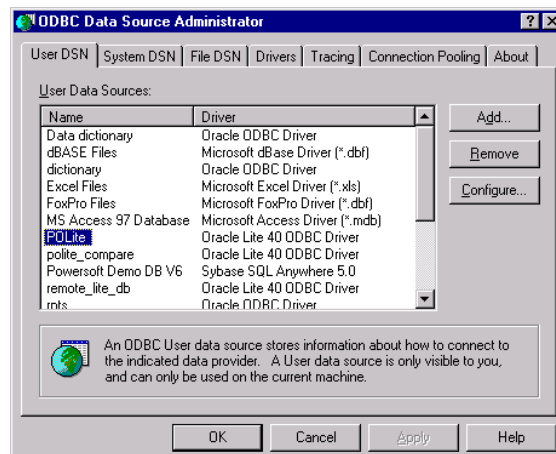 ODBC Data Source Administrator
User DSN System DSN File DSN Drivers Tracing Connection Pooling About
User Data Sources:
Name Driver
Add...
Data dictionary Oracle ODBC Driver
dBASE Files Microsoft dBase Driver (*.dbf)
Remove
dictionary Oracle ODBC Driver
Excel Files Microsoft Excel Driver (*.xls)
Configure...
FoxPro Files Microsoft FoxPro Driver (*.dbf)
MS Access 97 Database Microsoft Access Driver (*.mdb)
POLite Oracle Lite 40 ODBC Driver
polite_compare Oracle Lite 40 ODBC Driver
Powersoft Demo DB V6 Sybase SQL Anywhere 5.0
remote_lite_db Oracle Lite 40 ODBC Driver
rpts Oracle ODBC Driver
An ODBC User data source stores information about how to connect to
the indicated data provider. A User data source is only visible to you,
and can only be used on the current machine.
OK Cancel Apply Help